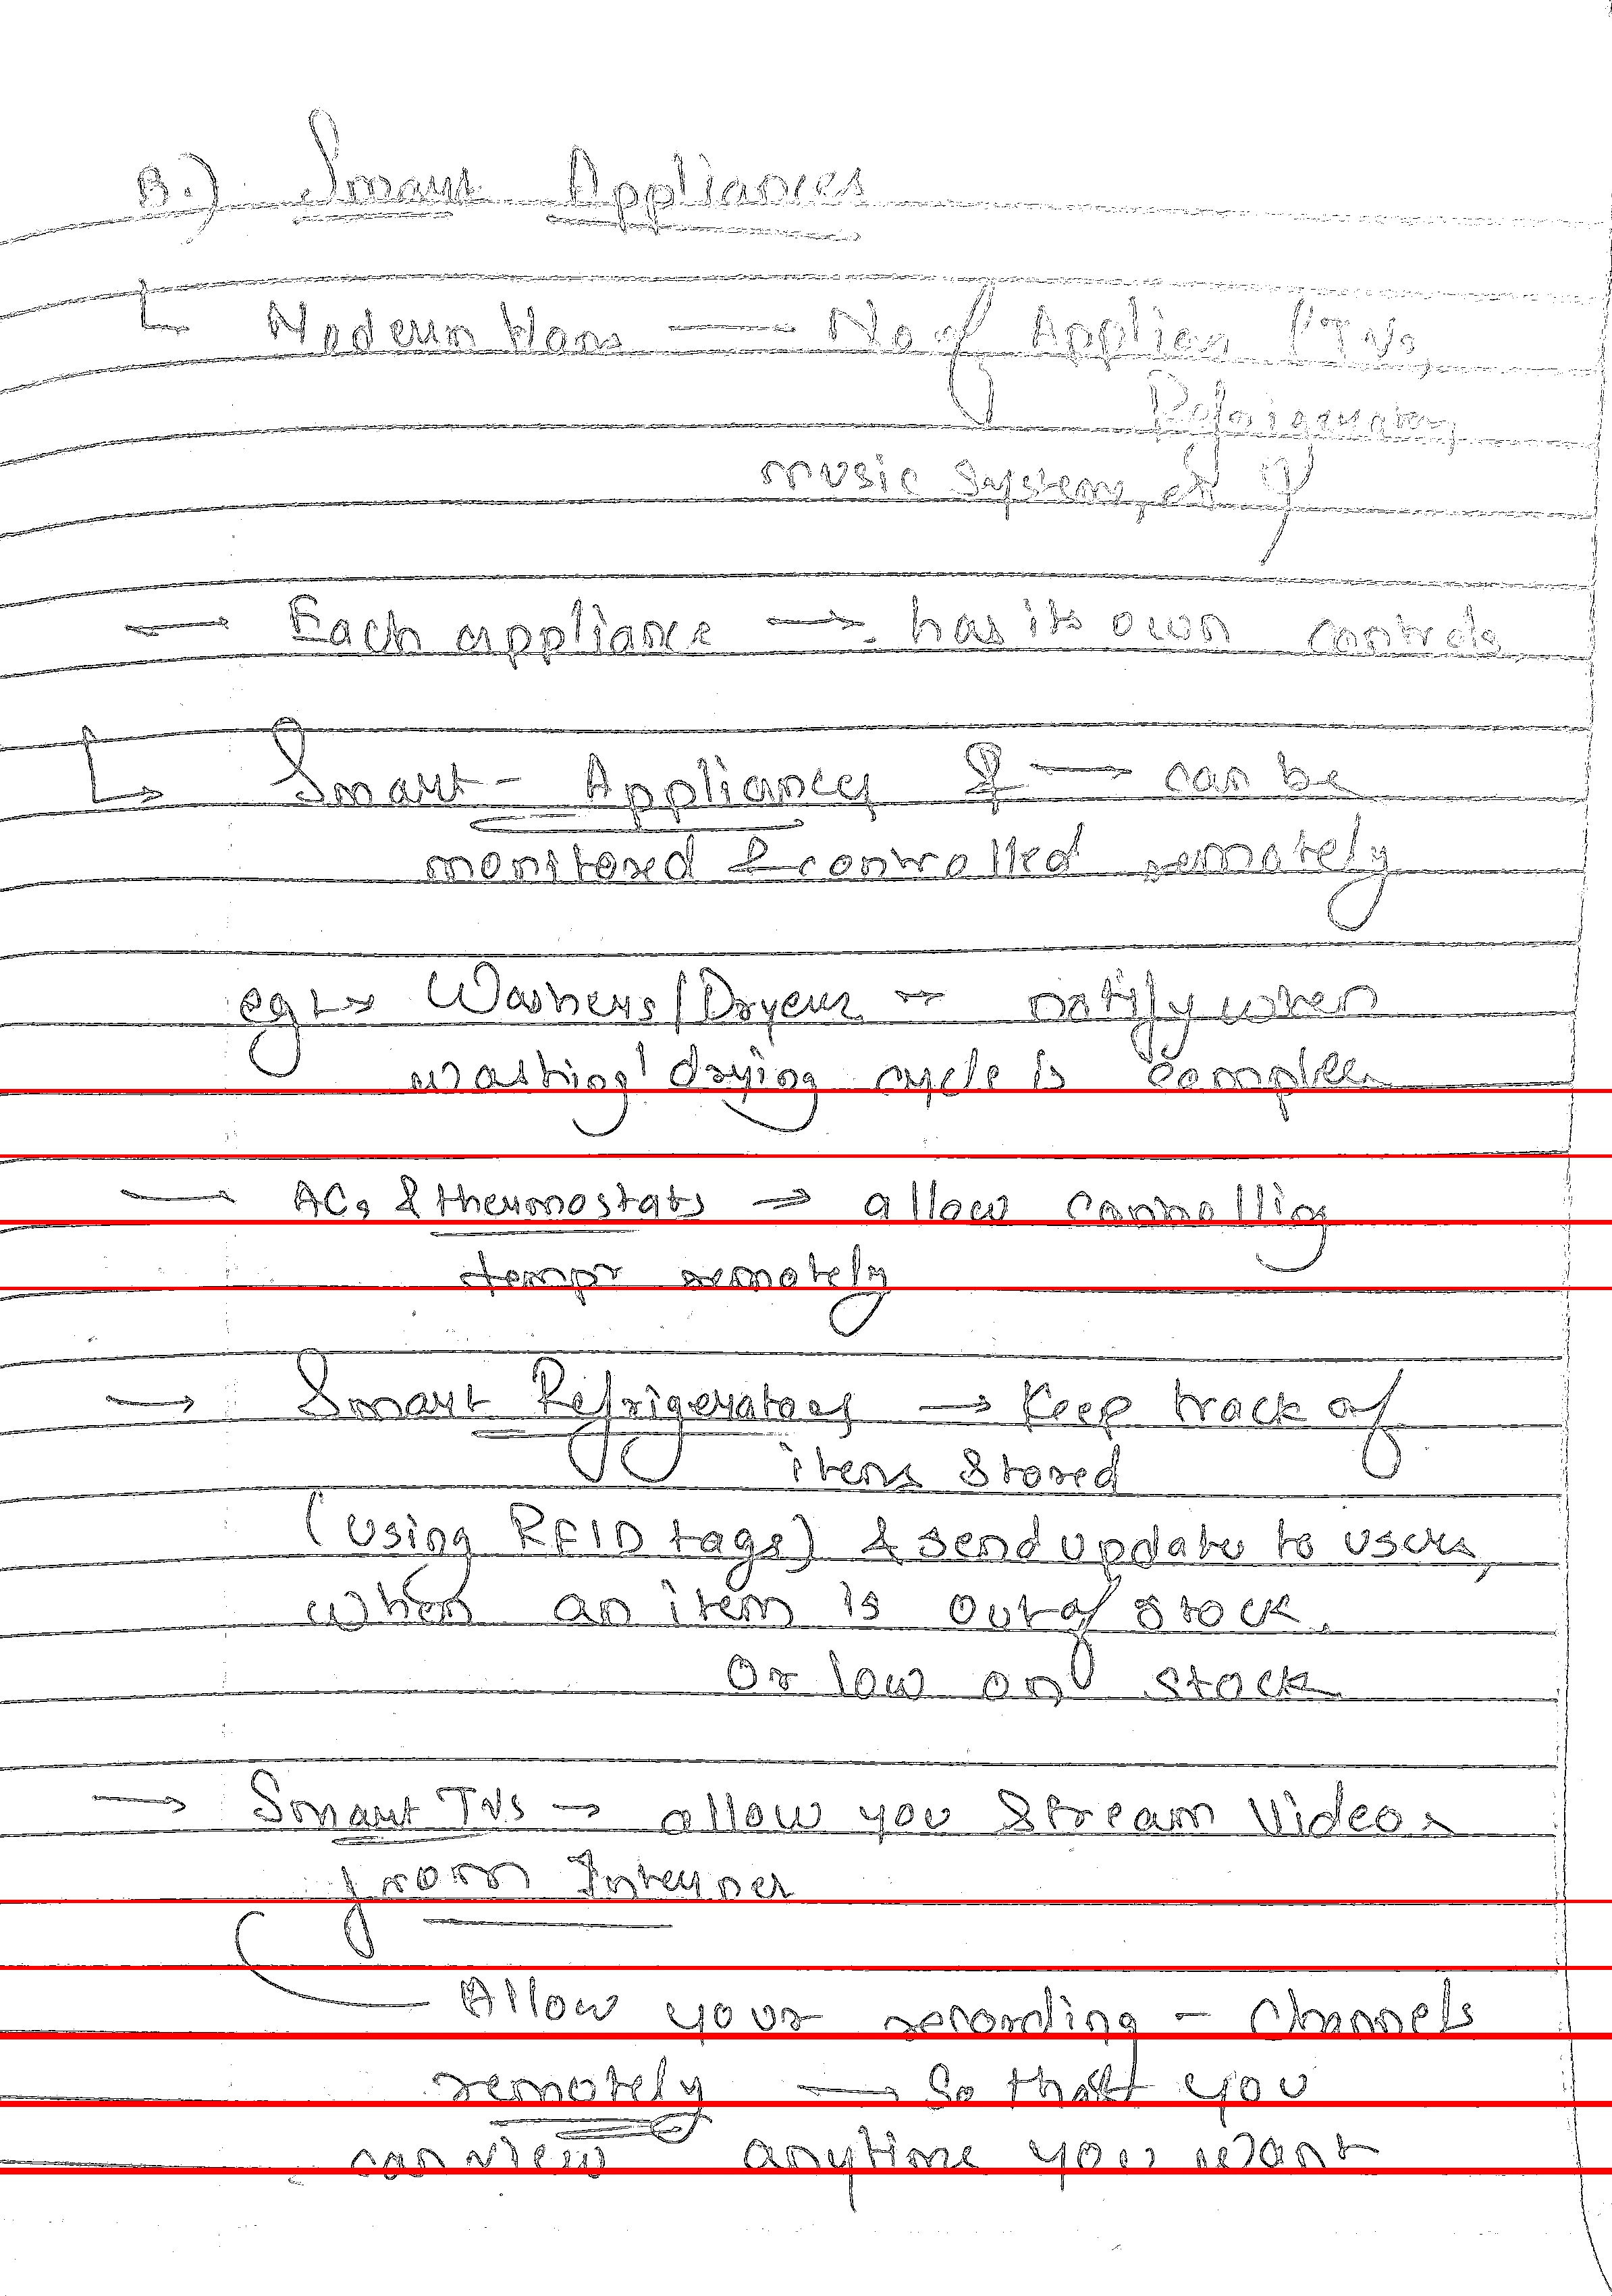 B.) Smart Appliances
↳ Modern Homs — No of Applian (TVs,
Refrigerator,
music system, etc)
— Each appliance → has its own controls
↳ Smart - Appliances → can be
monitored & controlled remotely
eg ↳ Washers/Dryers → notify when
washing/drying cycle is complete
— ACs & thermostats → allow controlling
tempr remotely
→ Smart Refrigerators → Keep track of
items stored
(using RFID tags) & send update to users,
when an item is out of stock.
Or low on stock
→ Smart TVs → allow you stream Videos
from Internet
Allow your recording - channels
remotely → So that you
can view anytime you want